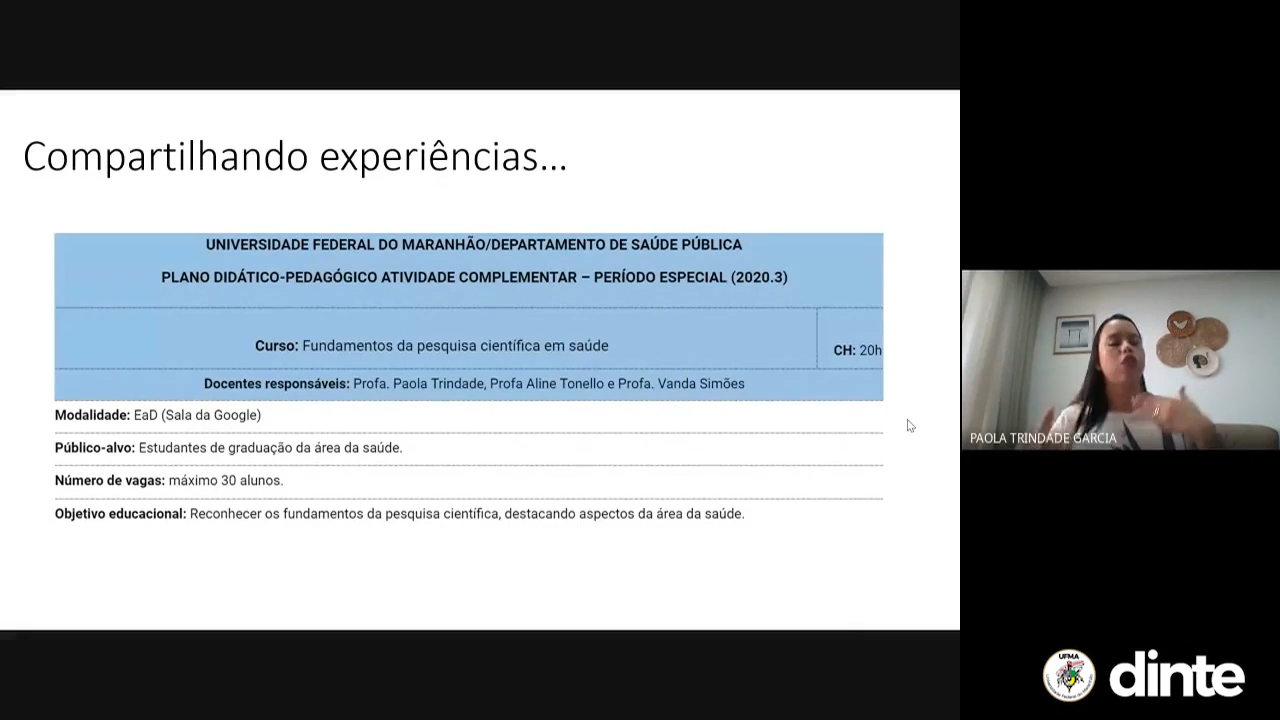 Compartilhando experiências...
UNIVERSIDADE FEDERAL DO MARANHÃO/DEPARTAMENTO DE SAÚDE PÚBLICA
PLANO DIDÁTICO-PEDAGÓGICO ATIVIDADE COMPLEMENTAR – PERÍODO ESPECIAL (2020.3)
Curso: Fundamentos da pesquisa científica em saúde
CH: 20h
Docentes responsáveis: Profa. Paola Trindade, Profa Aline Tonello e Profa. Vanda Simões
Modalidade: EaD (Sala da Google)
Público-alvo: Estudantes de graduação da área da saúde.
Número de vagas: máximo 30 alunos.
Objetivo educacional: Reconhecer os fundamentos da pesquisa científica, destacando aspectos da área da saúde.
PAOLA TRINDADE GARCIA
UFMA
dinte